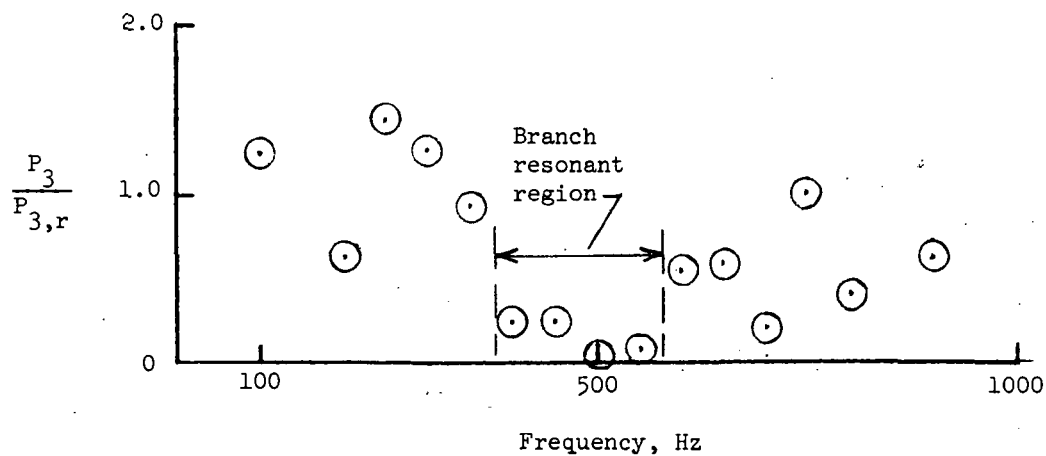 2.0
Branch
resonant
region
P3
P3,r
1.0
0
100
500
1000
Frequency, Hz